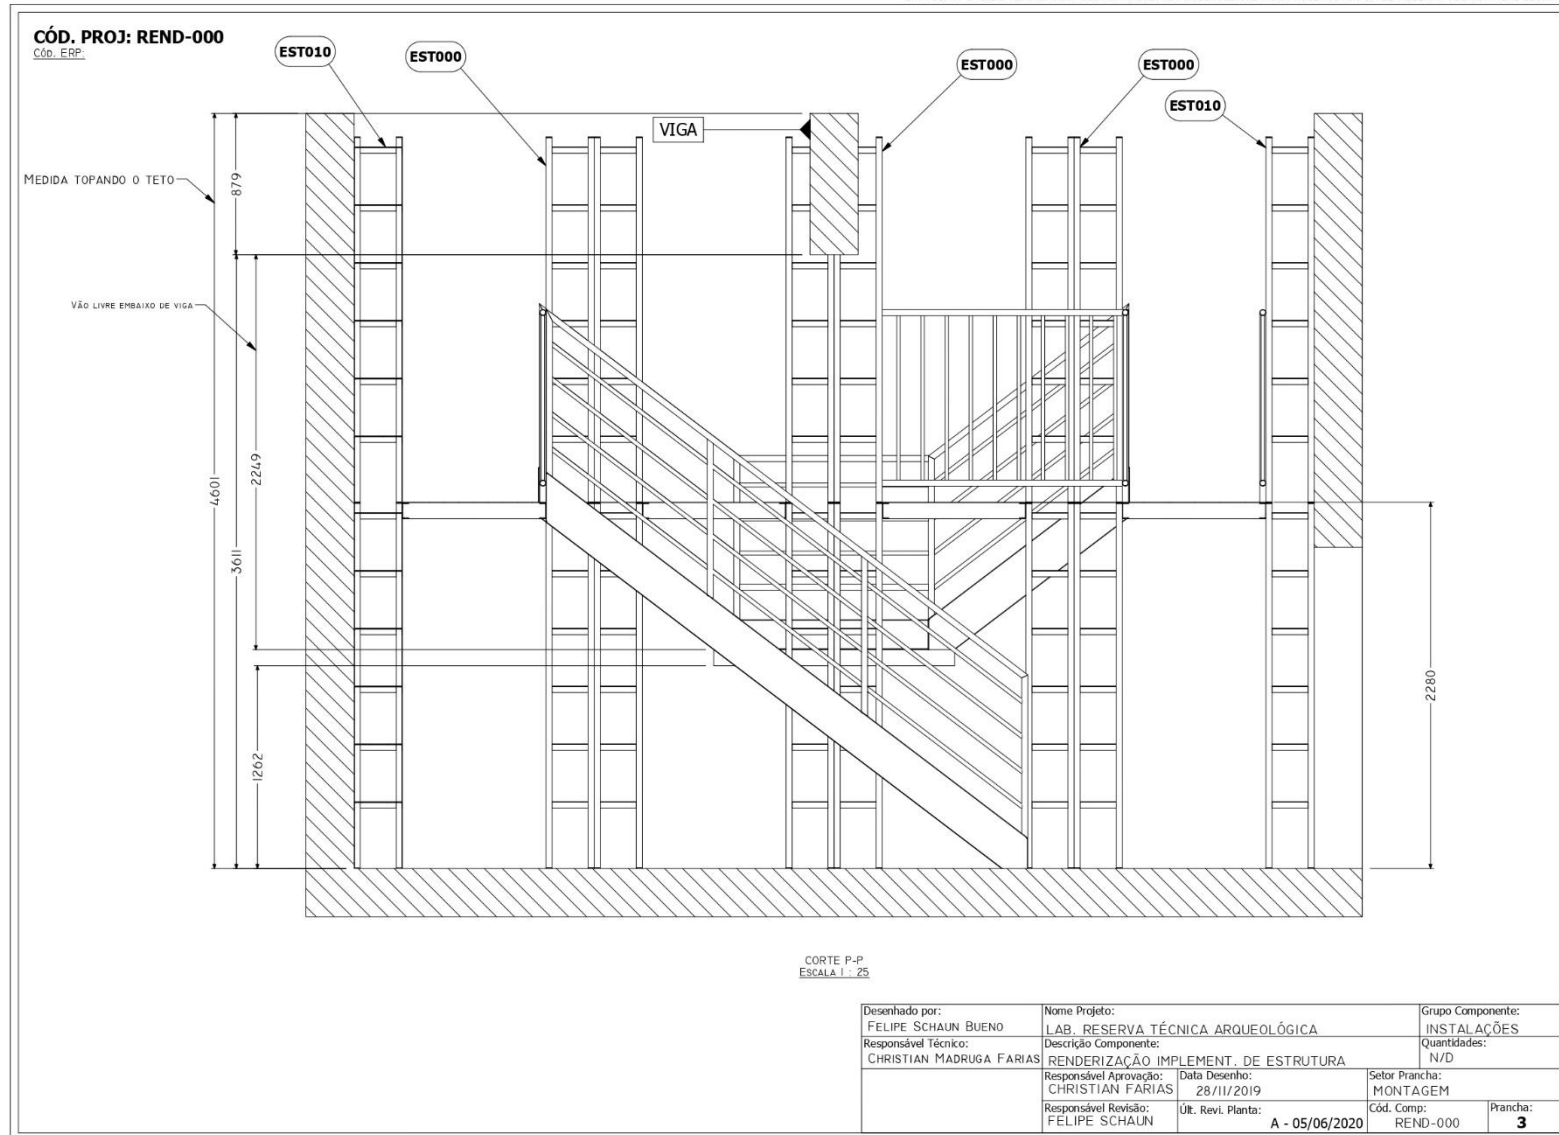 CÓD. PROJ: REND-000
CÓD. ERP:
EST010
EST000
EST000
EST000
EST010
VIGA
MEDIDA TOPANDO O TETO
VÃO LIVRE EMBAIXO DE VIGA
879
4601
3611
2249
1262
2280
CORTE P-P
ESCALA 1 : 25
Desenhado por:
FELIPE SCHAUN BUENO
Nome Projeto:
LAB. RESERVA TÉCNICA ARQUEOLÓGICA
Grupo Componente:
INSTALAÇÕES
Responsável Técnico:
CHRISTIAN MADRUGA FARIAS
Descrição Componente:
RENDERIZAÇÃO IMPLEMENT. DE ESTRUTURA
Quantidades:
N/D
Responsável Aprovação:
CHRISTIAN FARIAS
Data Desenho:
28/11/2019
Setor Prancha:
MONTAGEM
Responsável Revisão:
FELIPE SCHAUN
Últ. Revi. Planta:
A - 05/06/2020
Cód. Comp:
REND-000
Prancha:
3